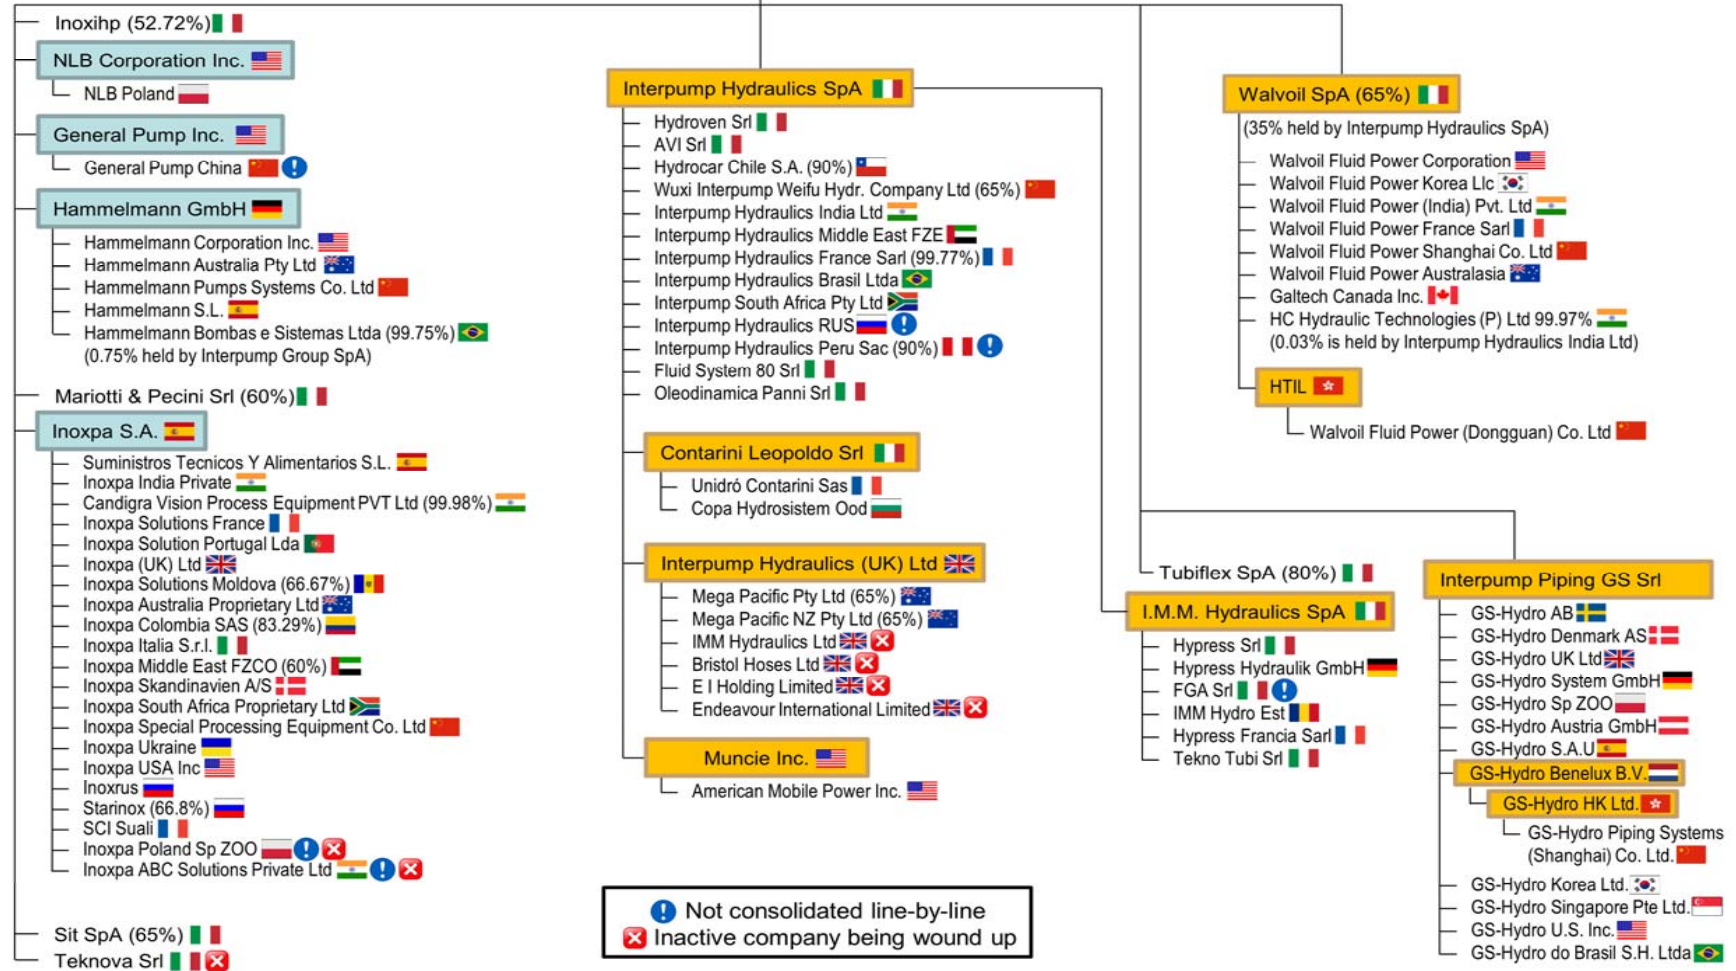 Inoxihp (52.72%)
NLB Corporation Inc.
NLB Poland
General Pump Inc.
General Pump China
Hammelmann GmbH
Hammelmann Corporation Inc.
Hammelmann Australia Pty Ltd
Hammelmann Pumps Systems Co. Ltd
Hammelmann S.L.
Hammelmann Bombas e Sistemas Ltda (99.75%)
(0.75% held by Interpump Group SpA)
Mariotti & Pecini Srl (60%)
Inoxpa S.A.
Suministros Tecnicos Y Alimentarios S.L.
Inoxpa India Private
Candigra Vision Process Equipment PVT Ltd (99.98%)
Inoxpa Solutions France
Inoxpa Solution Portugal Lda
Inoxpa (UK) Ltd
Inoxpa Solutions Moldova (66.67%)
Inoxpa Australia Proprietary Ltd
Inoxpa Colombia SAS (83.29%)
Inoxpa Italia S.r.l.
Inoxpa Middle East FZCO (60%)
Inoxpa Skandinavien A/S
Inoxpa South Africa Proprietary Ltd
Inoxpa Special Processing Equipment Co. Ltd
Inoxpa Ukraine
Inoxpa USA Inc
Inoxrus
Starinox (66.8%)
SCI Suali
Inoxpa Poland Sp ZOO
Inoxpa ABC Solutions Private Ltd
Sit SpA (65%)
Teknova Srl
Interpump Hydraulics SpA
Hydroven Srl
AVI Srl
Hydrocar Chile S.A. (90%)
Wuxi Interpump Weifu Hydr. Company Ltd (65%)
Interpump Hydraulics India Ltd
Interpump Hydraulics Middle East FZE
Interpump Hydraulics France Sarl (99.77%)
Interpump Hydraulics Brasil Ltda
Interpump South Africa Pty Ltd
Interpump Hydraulics RUS
Interpump Hydraulics Peru Sac (90%)
Fluid System 80 Srl
Oleodinamica Panni Srl
Contarini Leopoldo Srl
Unidró Contarini Sas
Copa Hydrosistem Ood
Interpump Hydraulics (UK) Ltd
Mega Pacific Pty Ltd (65%)
Mega Pacific NZ Pty Ltd (65%)
IMM Hydraulics Ltd
Bristol Hoses Ltd
E I Holding Limited
Endeavour International Limited
Muncie Inc.
American Mobile Power Inc.
Not consolidated line-by-line
Inactive company being wound up
Walvoil SpA (65%)
(35% held by Interpump Hydraulics SpA)
Walvoil Fluid Power Corporation
Walvoil Fluid Power Korea Llc
Walvoil Fluid Power (India) Pvt. Ltd
Walvoil Fluid Power France Sarl
Walvoil Fluid Power Shanghai Co. Ltd
Walvoil Fluid Power Australasia
Galtech Canada Inc.
HC Hydraulic Technologies (P) Ltd 99.97%
(0.03% is held by Interpump Hydraulics India Ltd)
HTIL
Walvoil Fluid Power (Dongguan) Co. Ltd
Tubiflex SpA (80%)
I.M.M. Hydraulics SpA
Hypress Srl
Hypress Hydraulik GmbH
FGA Srl
IMM Hydro Est
Hypress Francia Sarl
Tekno Tubi Srl
Interpump Piping GS Srl
GS-Hydro AB
GS-Hydro Denmark AS
GS-Hydro UK Ltd
GS-Hydro System GmbH
GS-Hydro Sp ZOO
GS-Hydro Austria GmbH
GS-Hydro S.A.U
GS-Hydro Benelux B.V.
GS-Hydro HK Ltd.
GS-Hydro Piping Systems
(Shanghai) Co. Ltd.
GS-Hydro Korea Ltd.
GS-Hydro Singapore Pte Ltd.
GS-Hydro U.S. Inc.
GS-Hydro do Brasil S.H. Ltda